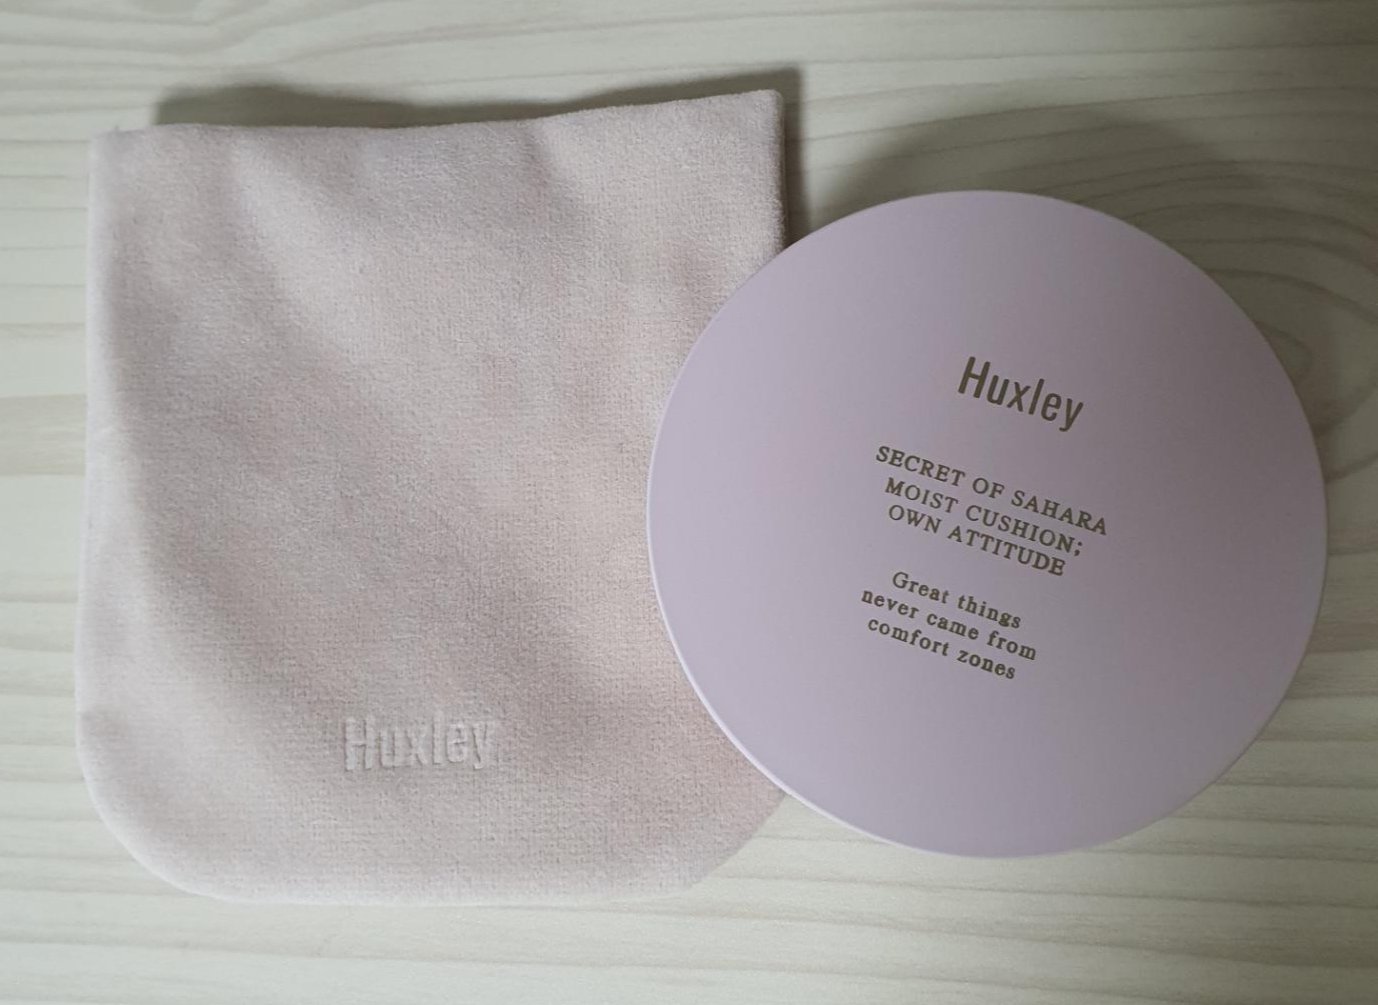 Huxley
SECRET OF SAHARA
MOIST CUSHION;
OWN ATTITUDE
Great things
never came from
comfort zones
Huxley